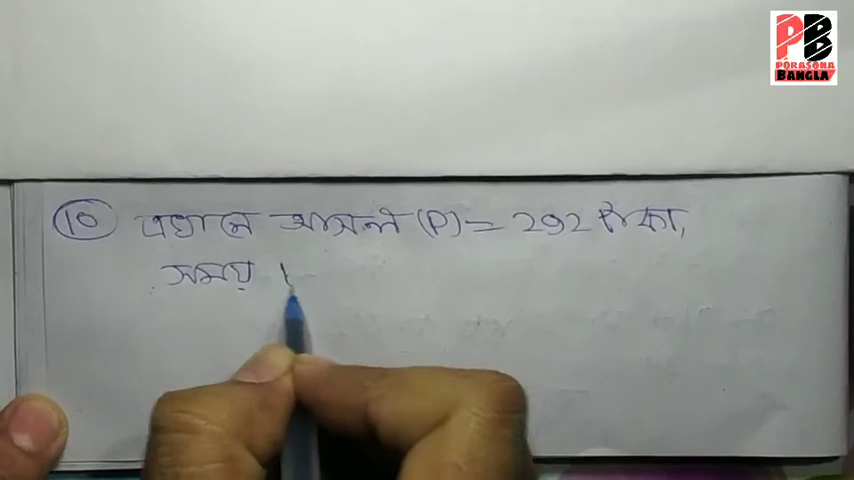 PB
PORASONA
BANGLA
10 এখানে আসল (P) = 292 টাকা,
সময়